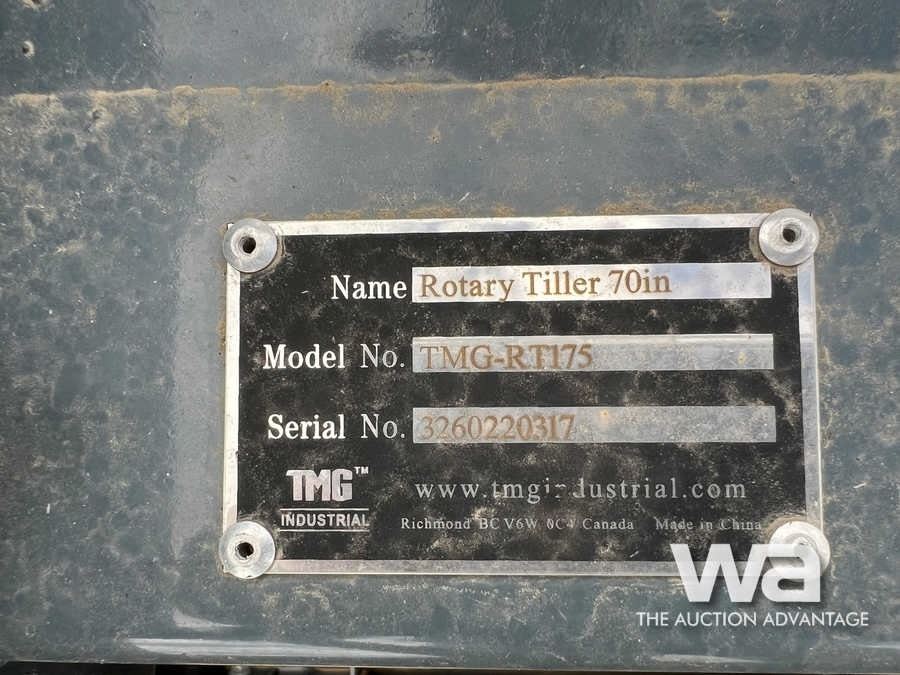 Name Rotary Tiller 70in
Model No. TMG-RT175
Serial No. 3260220317
TMG™
INDUSTRIAL
www.tmgindustrial.com
Richmond BC V6W 0C4 Canada Made in China
wa
THE AUCTION ADVANTAGE